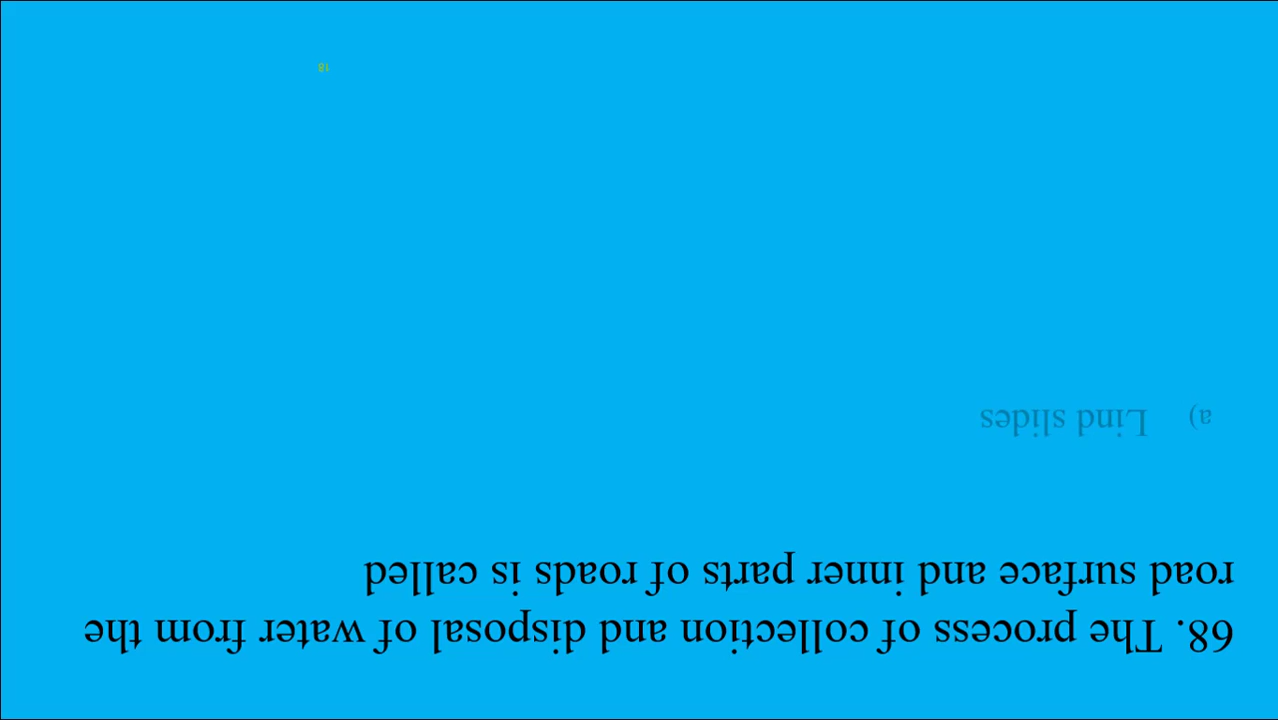 68. The process of collection and disposal of water from the
road surface and inner parts of roads is called
a) Lind slides
18